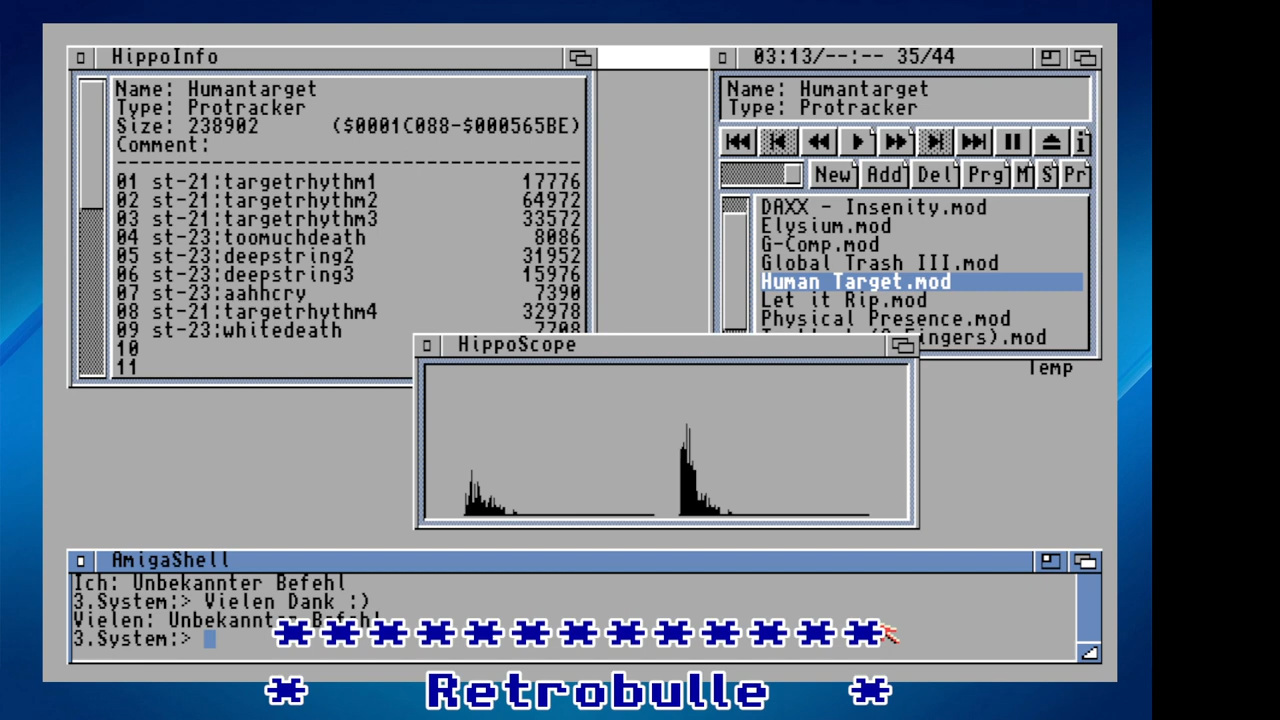 HippoInfo
Name: Humantarget
Type: Protracker
Size: 238902 ($0001C088-$000565BE)
Comment:
------------------------------------------------
01 st-21:targetrhythm1 17776
02 st-21:targetrhythm2 64972
03 st-21:targetrhythm3 33572
04 st-23:toomuchdeath 8086
05 st-23:deepstring2 31952
06 st-23:deepstring3 15976
07 st-23:aahhcry 7390
08 st-21:targetrhythm4 32978
09 st-23:whitedeath 7708
10
11
03:13/--:-- 35/44
Name: Humantarget
Type: Protracker
i
New Add Del Prg M S Pr
DAXX - Insenity.mod
Elysium.mod
G-Comp.mod
Global Trash III.mod
Human Target.mod
Let it Rip.mod
Physical Presence.mod
Fingers).mod
Temp
HippoScope
AmigaShell
Ich: Unbekannter Befehl
3.System:> Vielen Dank :)
Vielen: Unbekannter Befehl
3.System:>
* * * * * * * * * * * * *
* Retrobulle *